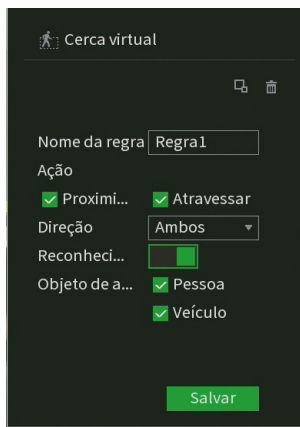 Cerca virtual
Nome da regra Regra1
Ação
Proximi... Atravessar
Direção Ambos
Reconheci...
Objeto de a... Pessoa
Veículo
Salvar